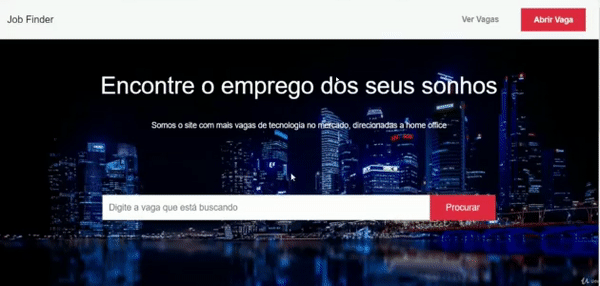 Job Finder
Ver Vagas
Abrir Vaga
Encontre o emprego dos seus sonhos
Somos o site com mais vagas de tecnologia no mercado, direcionadas a home office
Digite a vaga que está buscando
Procurar